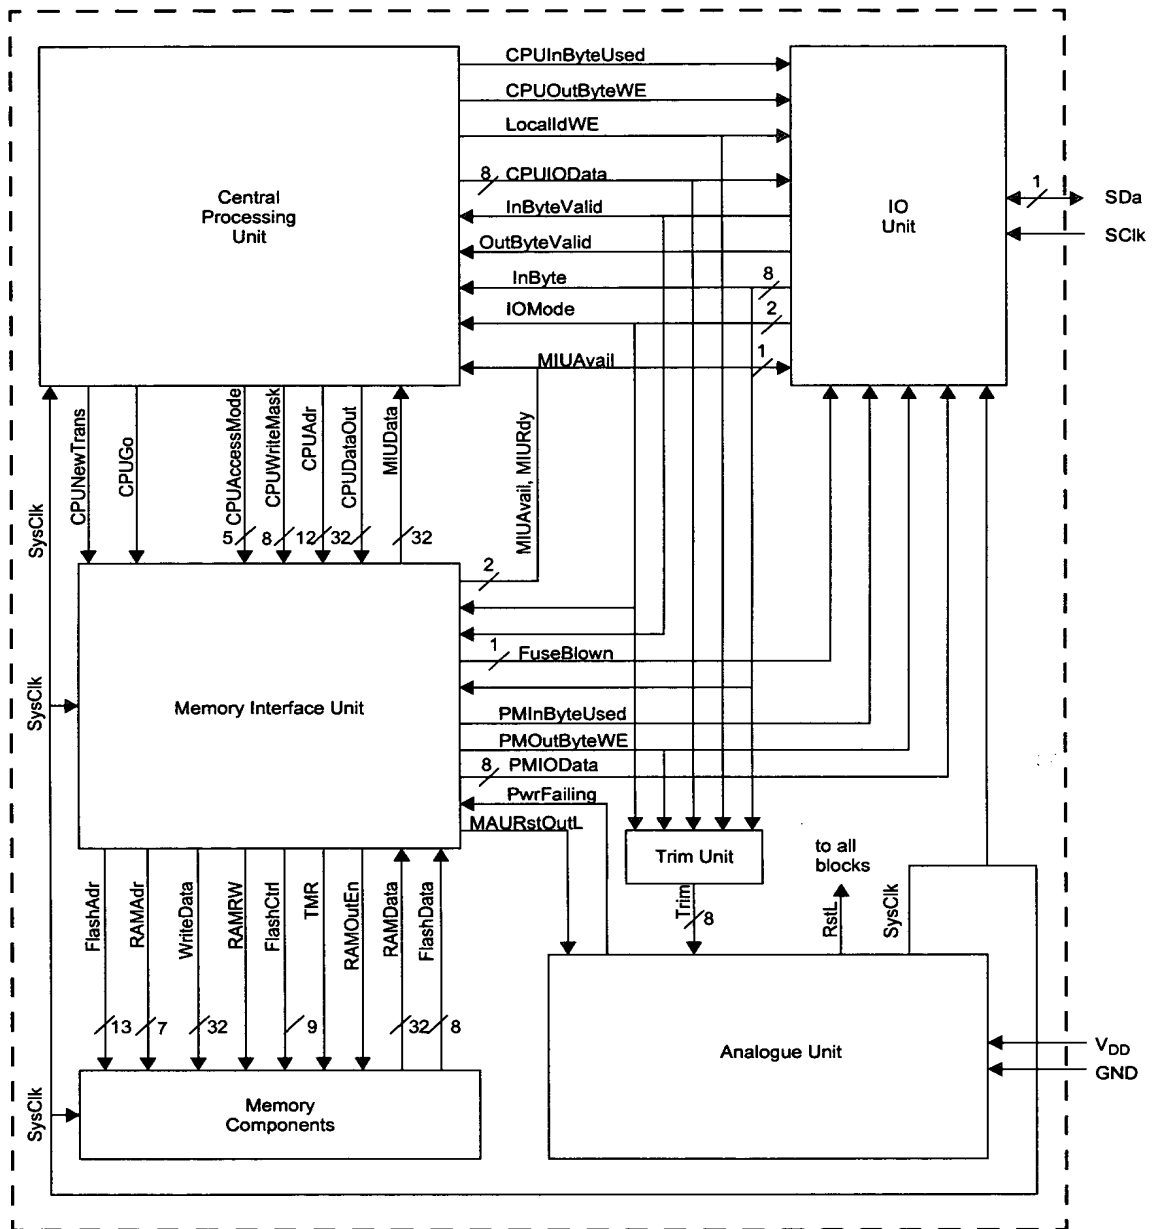 CPUInByteUsed
CPUOutByteWE
LocalIdWE
8 CPUIOData
InByteValid
OutByteValid
InByte 8
IOMode 2
MIUAvail 1
Central
Processing
Unit
IO
Unit
1
SDa
SClk
SysClk
CPUNewTrans
CPUGo
CPUAccessMode
CPUWriteMask
CPUAdr
CPUDataOut
MIUData
MIUAvail, MIURdy
5 8 12 32 32
2
1
FuseBlown
SysClk
Memory Interface Unit
PMInByteUsed
PMOutByteWE
8 PMIOData
PwrFailing
MAURstOutL
Trim Unit
to all
blocks
FlashAdr
RAMAdr
WriteData
RAMRW
FlashCtrl
TMR
RAMOutEn
RAMData
FlashData
Trim
8
RstL
SysClk
13 7 32 9 32 8
Analogue Unit
VDD
GND
SysClk
Memory
Components